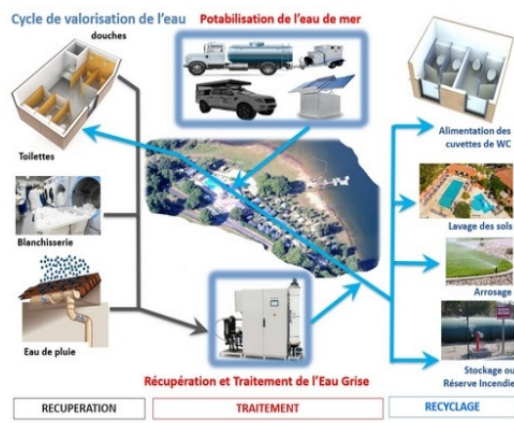 Cycle de valorisation de l'eau
Potabilisation de l'eau de mer
douches
Toilettes
Alimentation des
cuvettes de WC
Blanchisserie
Lavage des sols
Arrosage
Eau de pluie
Stockage ou
Réserve Incendie
Récupération et Traitement de l'Eau Grise
RECUPERATION
TRAITEMENT
RECYCLAGE